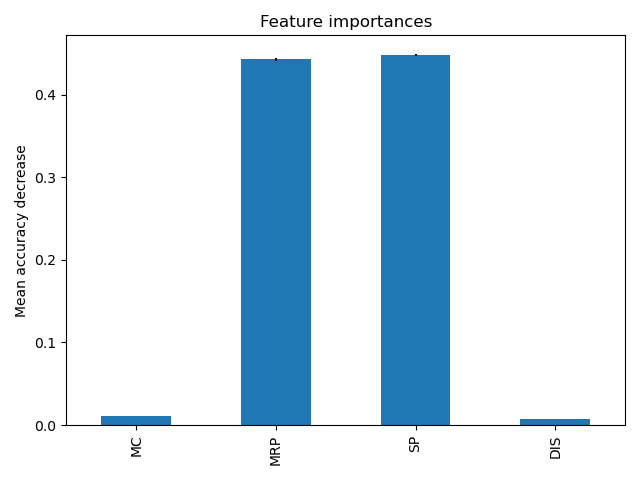 Feature importances
Mean accuracy decrease
0.4
0.3
0.2
0.1
0.0
MC
MRP
SP
DIS